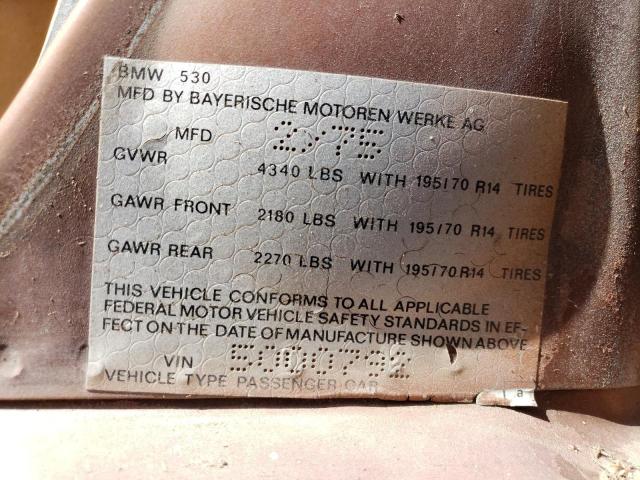 BMW 530
MFD BY BAYERISCHE MOTOREN WERKE AG
MFD 2-75
GVWR 4340 LBS WITH 195/70 R14 TIRES
GAWR FRONT 2180 LBS WITH 195/70 R14 TIRES
GAWR REAR 2270 LBS WITH 195/70 R14 TIRES
THIS VEHICLE CONFORMS TO ALL APPLICABLE
FEDERAL MOTOR VEHICLE SAFETY STANDARDS IN EF-
FECT ON THE DATE OF MANUFACTURE SHOWN ABOVE
VIN 5000792
VEHICLE TYPE PASSENGER CAR
a